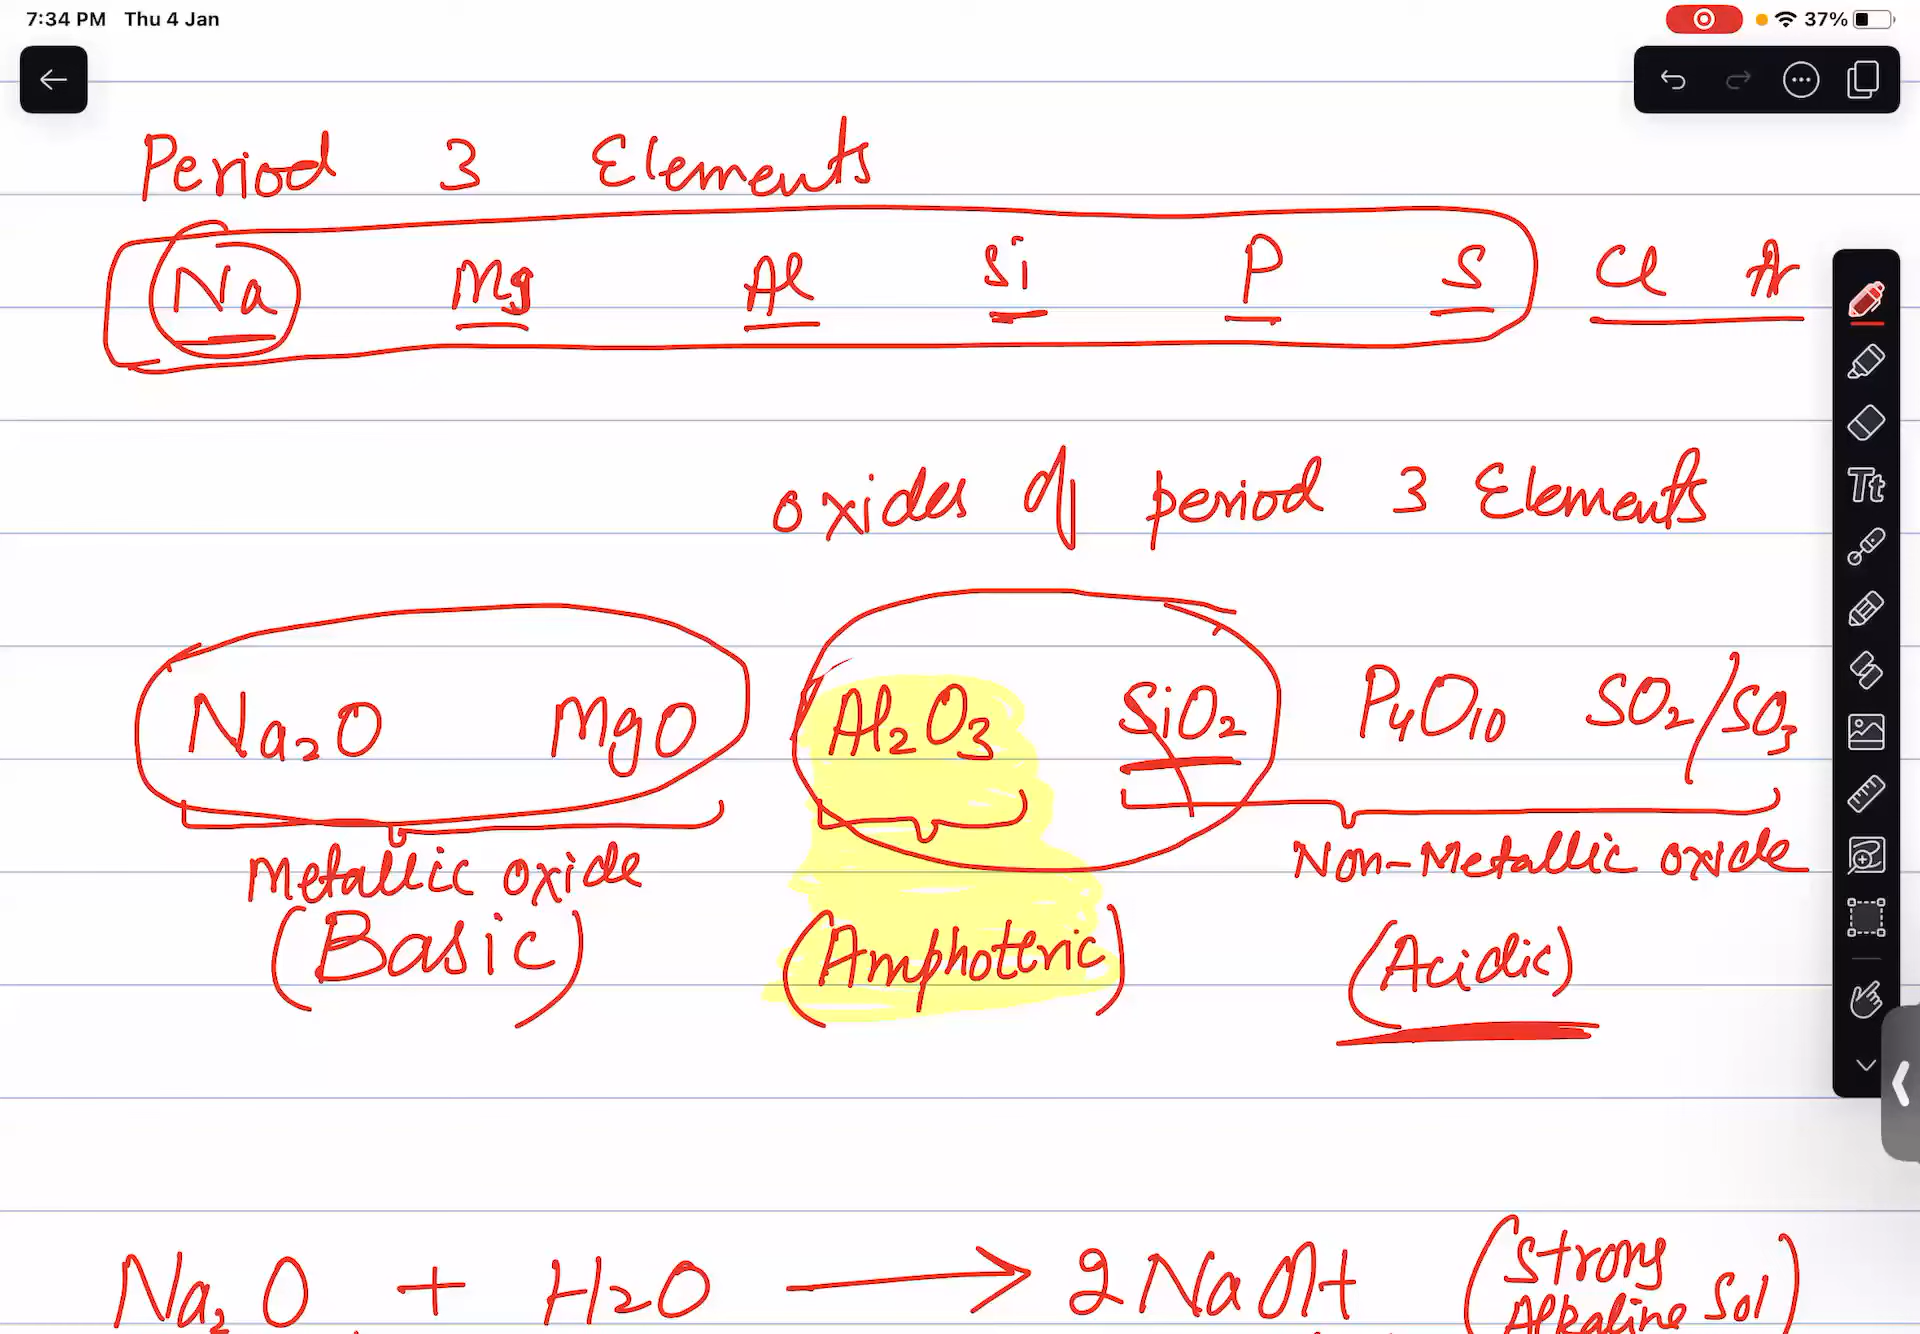 7:34 PM Thu 4 Jan
37%
Period 3 Elements
Na Mg Al Si P S Cl Ar
Tt
oxides of period 3 Elements
Na₂O MgO Al₂O₃ SiO₂ P₄O₁₀ SO₂/SO₃
Metallic oxide Non-Metallic oxide
(Basic) (Amphoteric) (Acidic)
Na₂O + H₂O → 2NaOH (Strong
Alkaline Sol)